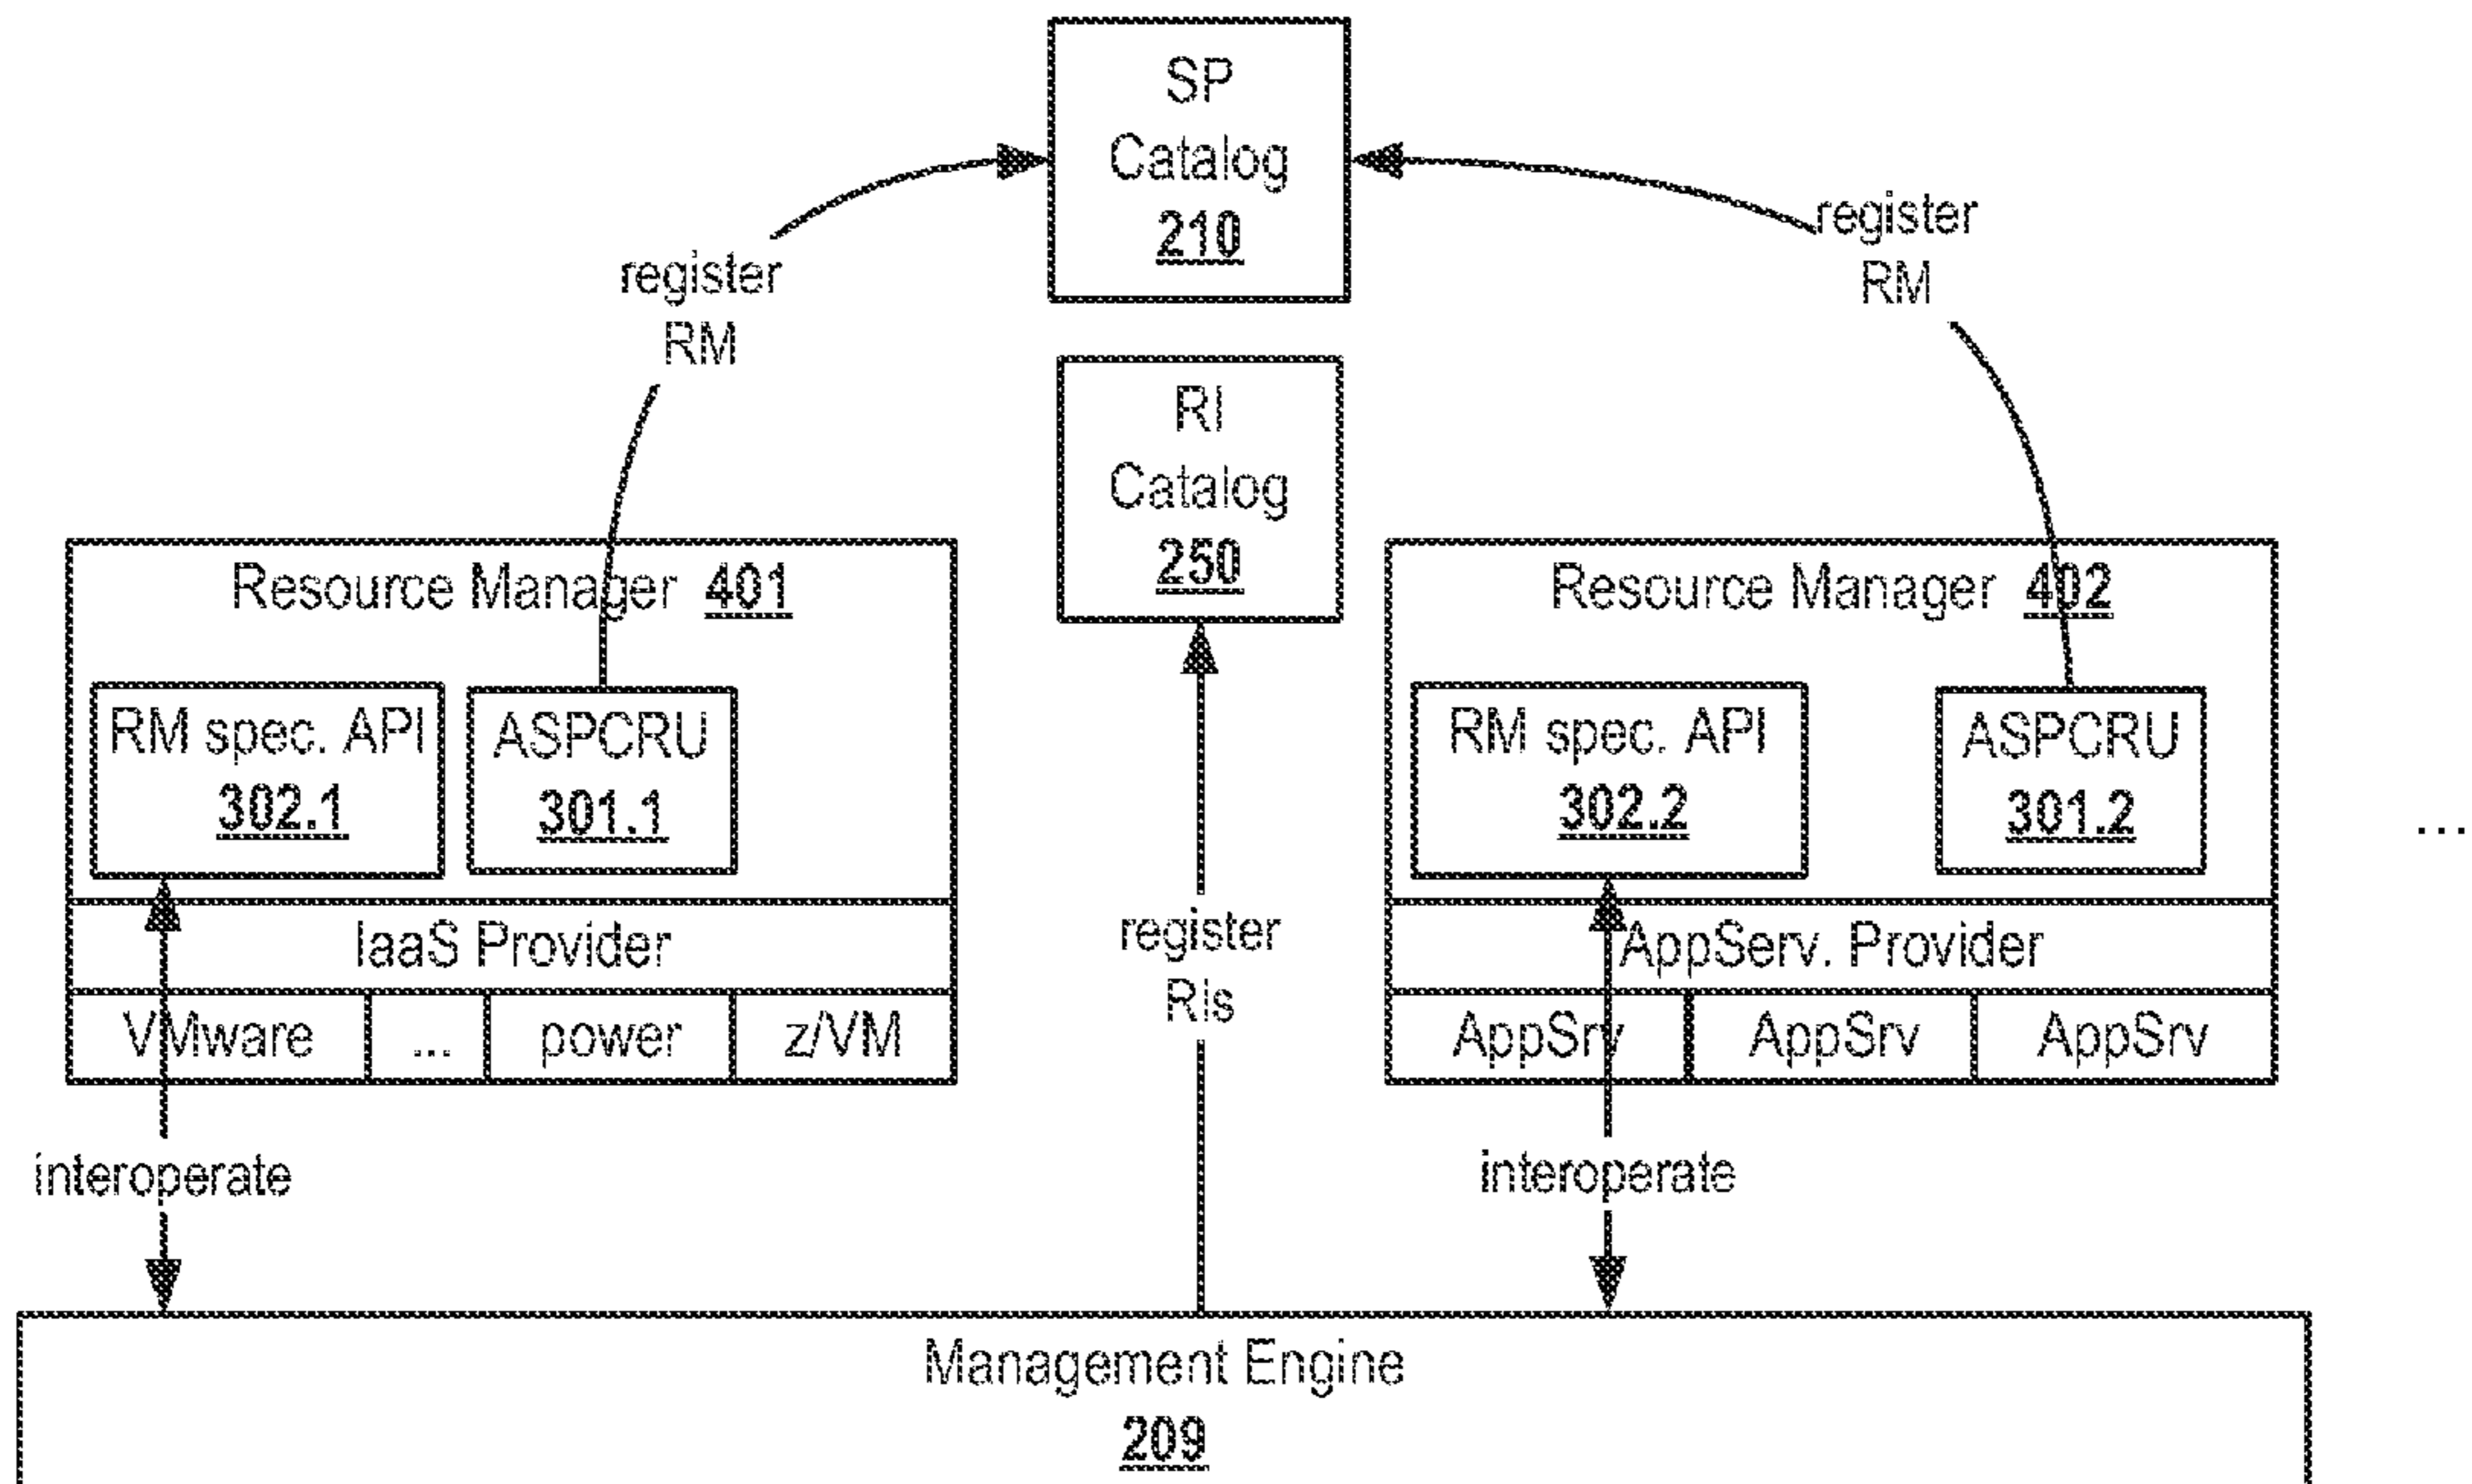 SP
Catalog
210
register
RM
register
RM
RI
Catalog
250
Resource Manager 401
RM spec. API
302.1
ASPCRU
301.1
IaaS Provider
VMware
...
power
z/VM
Resource Manager 402
RM spec. API
302.2
ASPCRU
301.2
AppServ. Provider
AppSrv
AppSrv
AppSrv
...
register
RIs
interoperate
interoperate
Management Engine
209